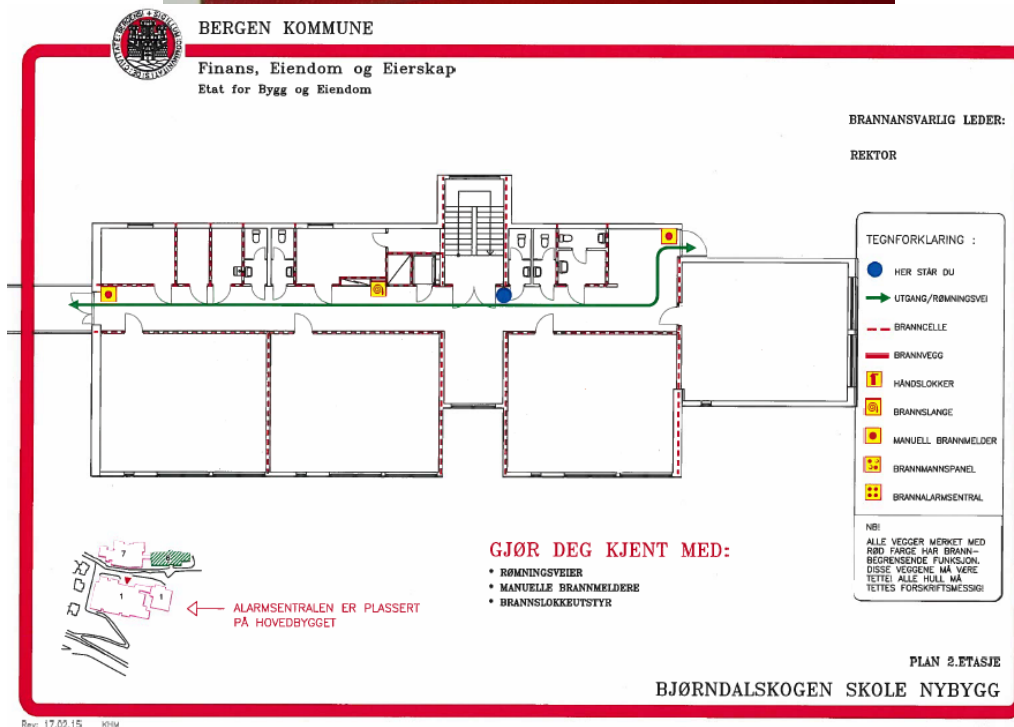 BERGEN KOMMUNE
Finans, Eiendom og Eierskap
Etat for Bygg og Eiendom
BRANNANSVARLIG LEDER:
REKTOR
TEGNFORKLARING :
HER STÅR DU
UTGANG/RØMNINGSVEI
BRANNCELLE
BRANNVEGG
HÅNDSLOKKER
BRANNSLANGE
MANUELL BRANNMELDER
BRANNMANNSPANEL
BRANNALARMSENTRAL
NB!
ALLE VEGGER MERKET MED
RØD FARGE HAR BRANN-
BEGRENSENDE FUNKSJON.
DISSE VEGGENE MÅ VÆRE
TETTE! ALLE HULL MÅ
TETTES FORSKRIFTSMESSIG!
GJØR DEG KJENT MED:
• RØMNINGSVEIER
• MANUELLE BRANNMELDERE
• BRANNSLOKKEUTSTYR
7
1
1
ALARMSENTRALEN ER PLASSERT
PÅ HOVEDBYGGET
PLAN 2.ETASJE
BJØRNDALSKOGEN SKOLE NYBYGG
Rev: 17.02.15